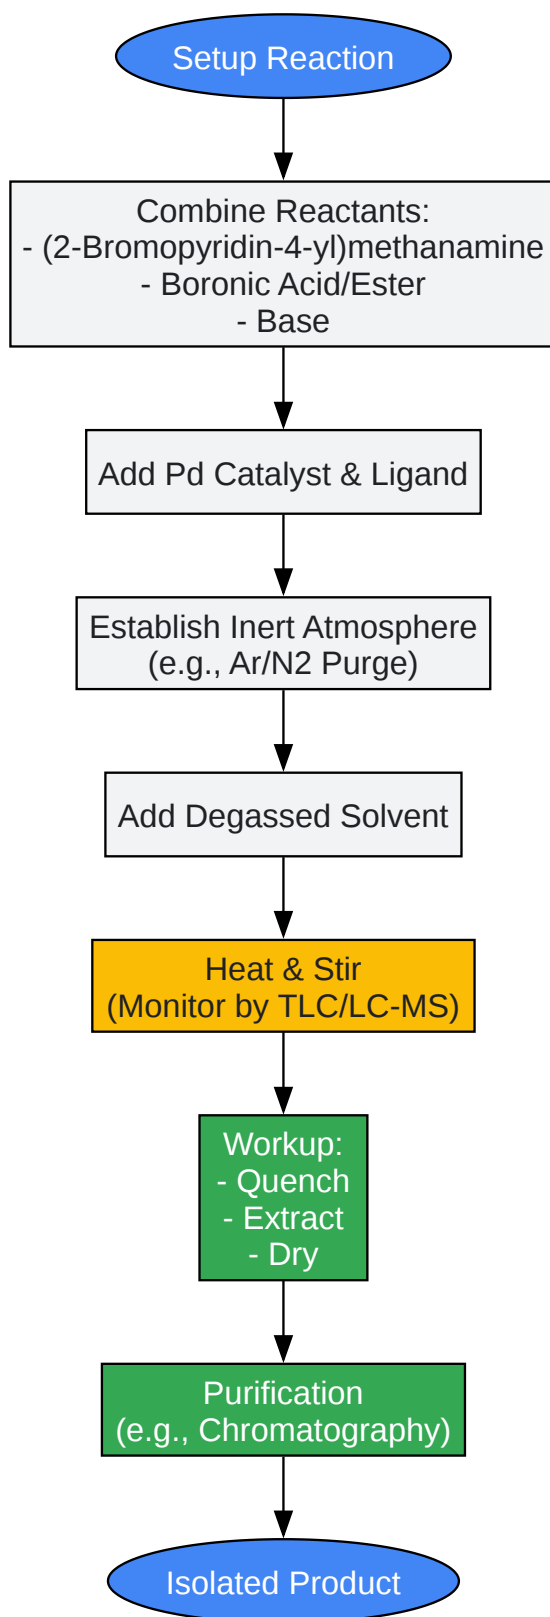 Setup Reaction
Combine Reactants:
- (2-Bromopyridin-4-yl)methanamine
- Boronic Acid/Ester
- Base
Add Pd Catalyst & Ligand
Establish Inert Atmosphere
(e.g., Ar/N2 Purge)
Add Degassed Solvent
Heat & Stir
(Monitor by TLC/LC-MS)
Workup:
- Quench
- Extract
- Dry
Purification
(e.g., Chromatography)
Isolated Product